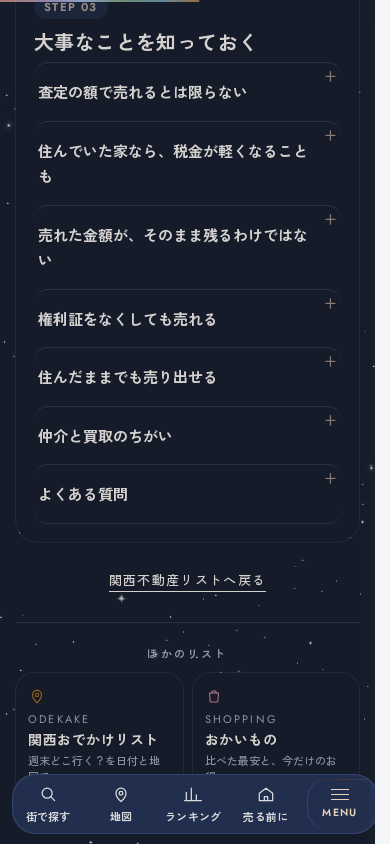 STEP 03
大事なことを知っておく
査定の額で売れるとは限らない
住んでいた家なら、税金が軽くなること
も
売れた金額が、そのまま残るわけではな
い
権利証をなくしても売れる
住んだままでも売り出せる
仲介と買取のちがい
よくある質問
関西不動産リストへ戻る
ほかのリスト
ODEKAKE
関西おでかけリスト
週末どこ行く？を日付と地
SHOPPING
おかいもの
比べた最安と、今だけのお
街で探す
地図
ランキング
売る前に
MENU